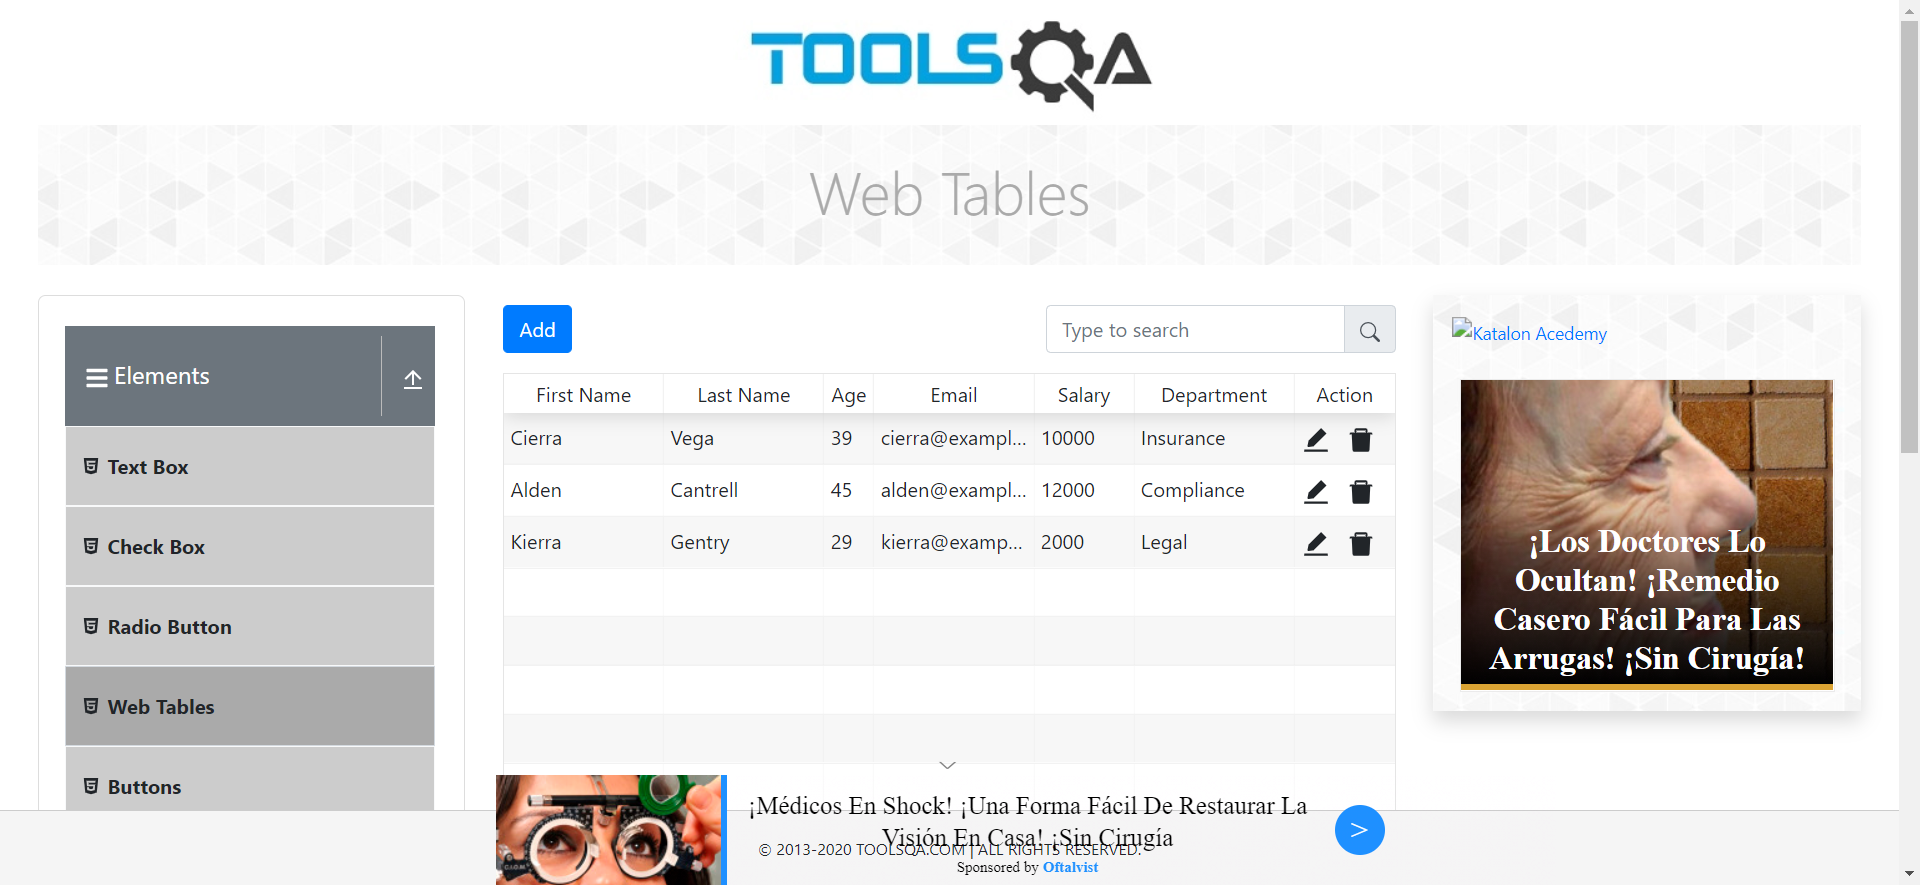 TOOLSQA
Web Tables
Elements
Text Box
Check Box
Radio Button
Web Tables
Buttons
Add
Type to search
First Name Last Name Age Email Salary Department Action
Cierra Vega 39 cierra@exampl... 10000 Insurance
Alden Cantrell 45 alden@exampl... 12000 Compliance
Kierra Gentry 29 kierra@examp... 2000 Legal
Katalon Acedemy
¡Los Doctores Lo
Ocultan! ¡Remedio
Casero Fácil Para Las
Arrugas! ¡Sin Cirugía!
¡Médicos En Shock! ¡Una Forma Fácil De Restaurar La
Visión En Casa! ¡Sin Cirugía
© 2013-2020 TOOLSQA.COM | ALL RIGHTS RESERVED.
Sponsored by Oftalvist